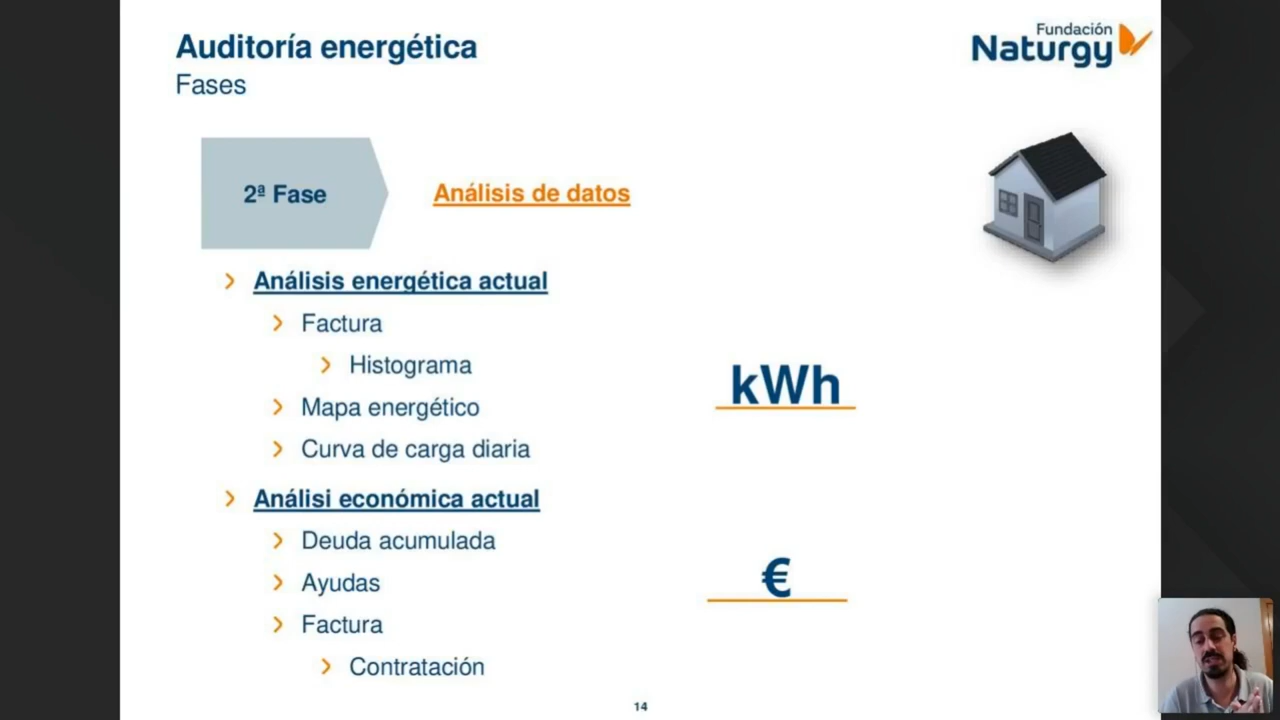 Auditoría energética
Fases
Fundación
Naturgy
2ª Fase
Análisis de datos
Análisis energética actual
Factura
Histograma
Mapa energético
Curva de carga diaria
kWh
Análisi económica actual
Deuda acumulada
Ayudas
Factura
Contratación
€
14